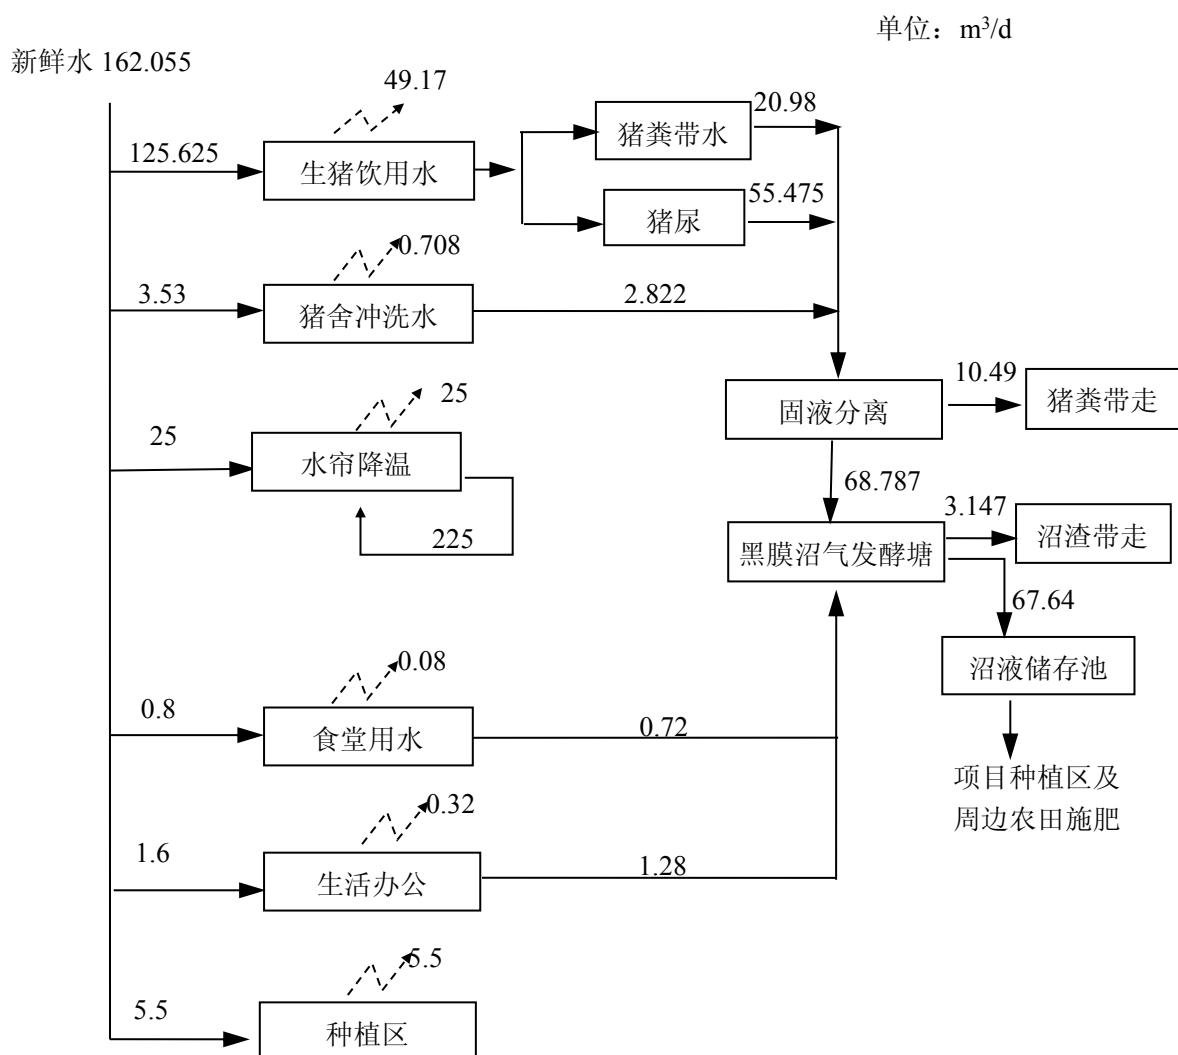 单位：m³/d
新鲜水 162.055
49.17
20.98
125.625
生猪饮用水
猪粪带水
55.475
猪尿
0.708
3.53
猪舍冲洗水
2.822
10.49
固液分离
猪粪带走
25
25
水帘降温
68.787
225
3.147
黑膜沼气发酵塘
沼渣带走
67.64
沼液储存池
0.08
0.8
食堂用水
0.72
项目种植区及
周边农田施肥
0.32
1.6
生活办公
1.28
5.5
5.5
种植区